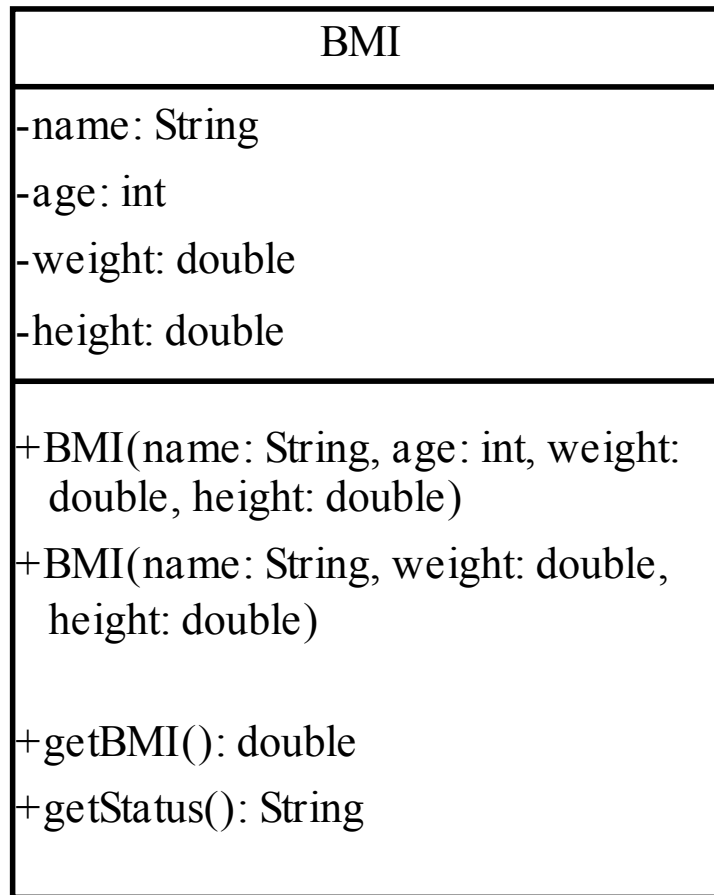 BMI
-name: String
-age: int
-weight: double
-height: double
+BMI(name: String, age: int, weight:
double, height: double)
+BMI(name: String, weight: double,
height: double)
+getBMI(): double
+getStatus(): String